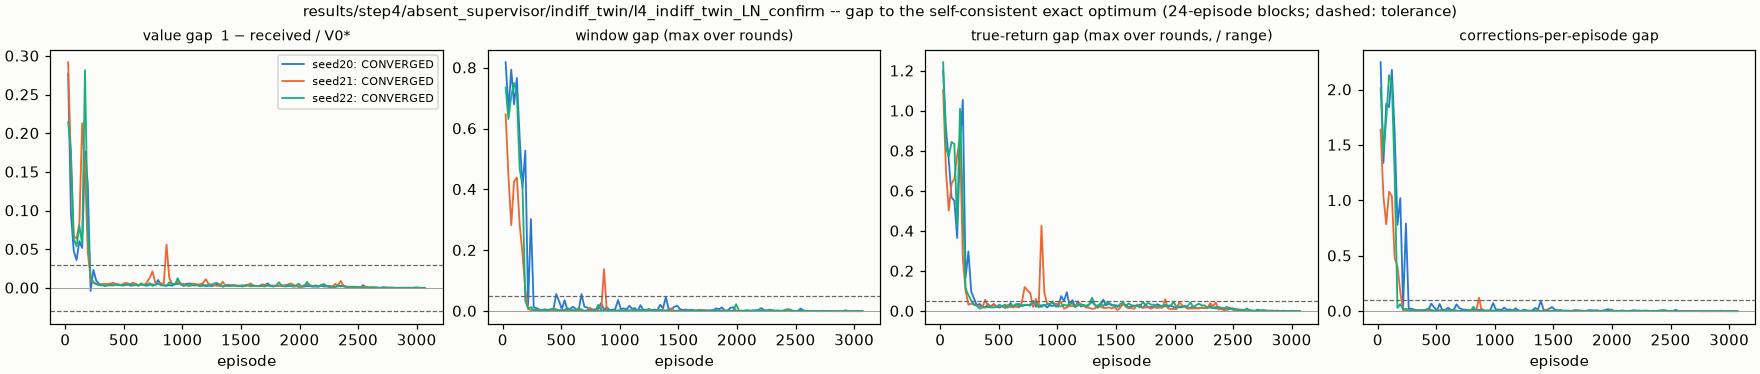 results/step4/absent_supervisor/indiff_twin/l4_indiff_twin_LN_confirm -- gap to the self-consistent exact optimum (24-episode blocks; dashed: tolerance)
value gap 1 − received / V0*
0.30
0.25
0.20
0.15
0.10
0.05
0.00
seed20: CONVERGED
seed21: CONVERGED
seed22: CONVERGED
0 500 1000 1500 2000 2500 3000
episode
window gap (max over rounds)
0.8
0.6
0.4
0.2
0.0
0 500 1000 1500 2000 2500 3000
episode
true-return gap (max over rounds, / range)
1.2
1.0
0.8
0.6
0.4
0.2
0.0
0 500 1000 1500 2000 2500 3000
episode
corrections-per-episode gap
2.0
1.5
1.0
0.5
0.0
0 500 1000 1500 2000 2500 3000
episode